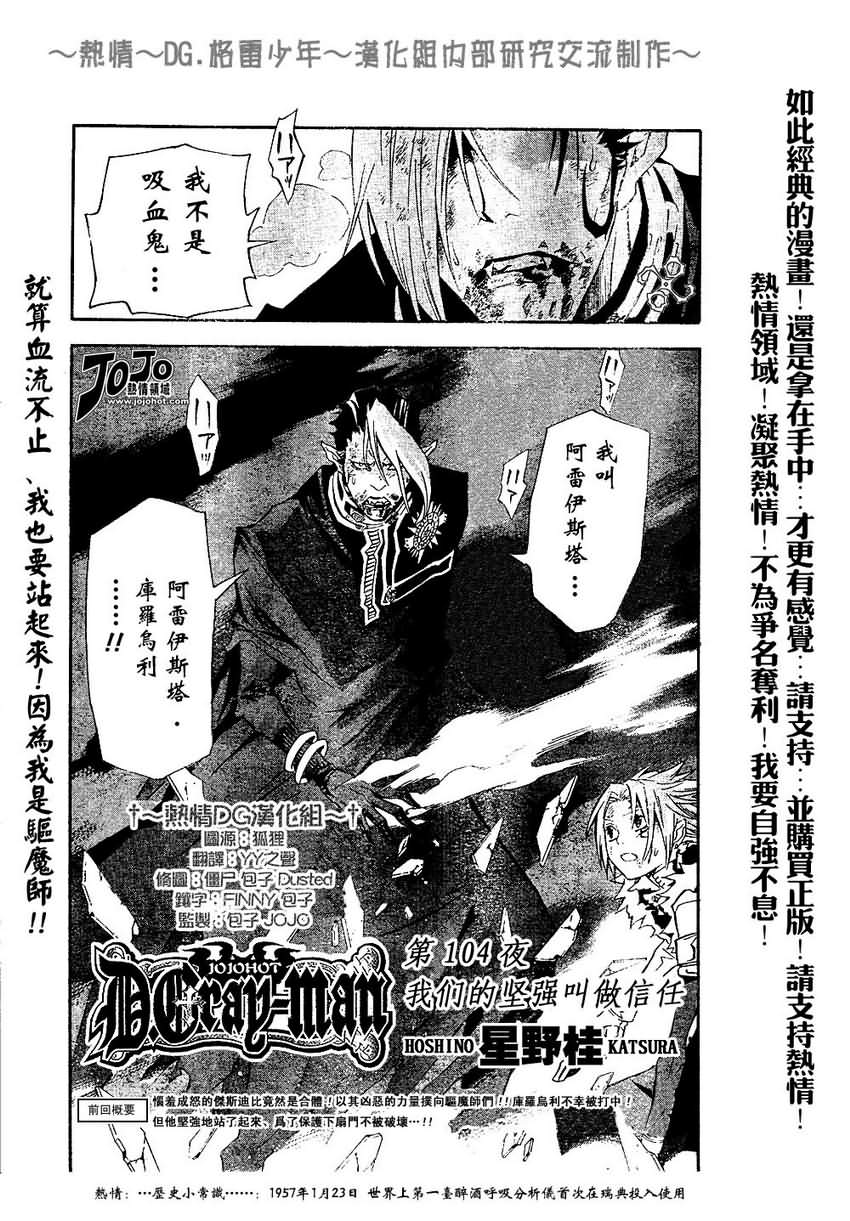 ～熱情～DG.格雷少年～漢化組内部研究交流制作～
如此經典的漫畫！還是拿在手中…才更有感覺…請支持…並購買正版！請支持熱情！
熱情領域！凝聚熱情！不為爭名奪利！我要自強不息！
我不是
吸血鬼
…
リアッ
リアッ
JOJO
熱情領域
www.jojohot.com
我叫
阿雷伊斯塔…
阿雷伊斯塔．
庫羅烏利
……!!
就算血流不止、我也要站起來！因為我是驅魔師!!
†～熱情DG漢化組～†
圖源：狐狸
翻譯：YY之聲
脩圖：僵尸 包子 Dusted
鑲字：FINNY 包子
監製：包子 JOJO
JOJOHOT
D.Gray-man
第104夜
我们的坚强叫做信任
HOSHINO 星野桂 KATSURA
前回概要
惱羞成怒的傑斯迪比竟然是合體！以其凶惡的力量撲向驅魔師們!!庫羅烏利不幸被打中！
但他堅強地站了起來、爲了保護下扇門不被破壞…!!
熱情：…歷史小常識……：1957年1月23日 世界上第一臺醉酒呼吸分析儀首次在瑞典投入使用